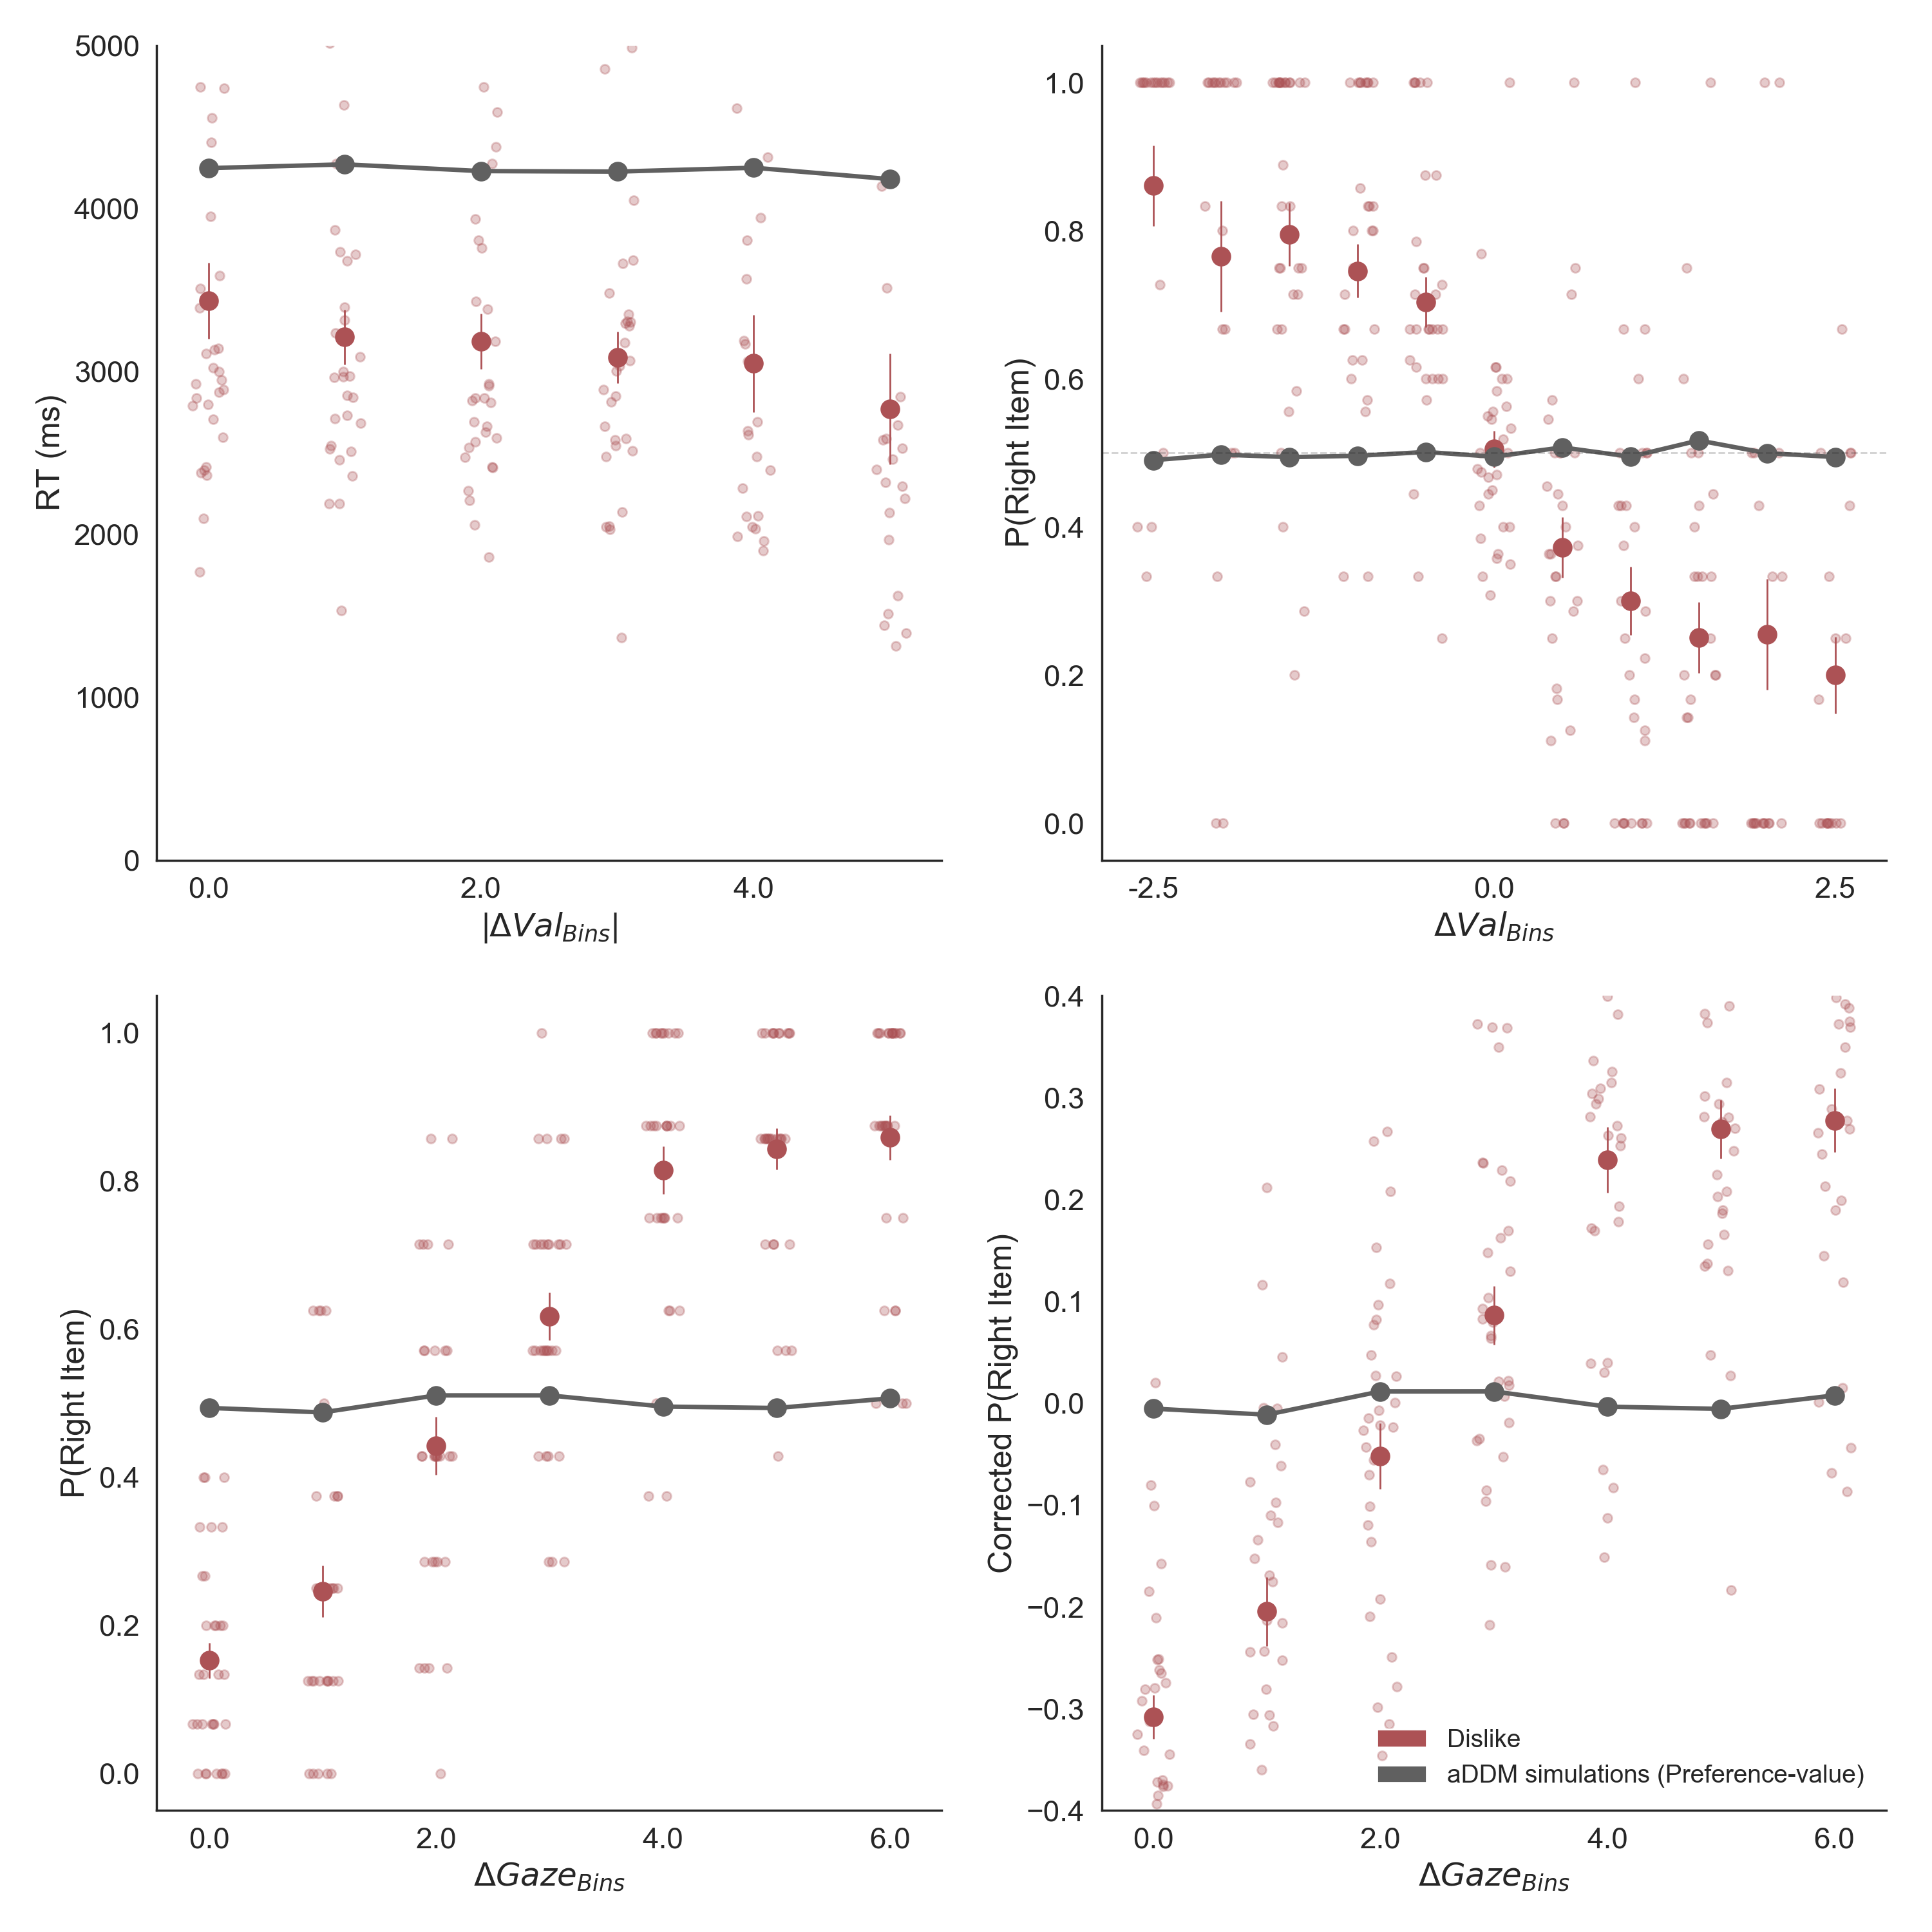 5000
4000
3000
2000
1000
0
RT (ms)
0.0 2.0 4.0
|ΔVal_Bins|
1.0
0.8
0.6
0.4
0.2
0.0
P(Right Item)
-2.5 0.0 2.5
ΔVal_Bins
1.0
0.8
0.6
0.4
0.2
0.0
P(Right Item)
0.0 2.0 4.0 6.0
ΔGaze_Bins
0.4
0.3
0.2
0.1
0.0
−0.1
−0.2
−0.3
−0.4
Corrected P(Right Item)
Dislike
aDDM simulations (Preference-value)
0.0 2.0 4.0 6.0
ΔGaze_Bins